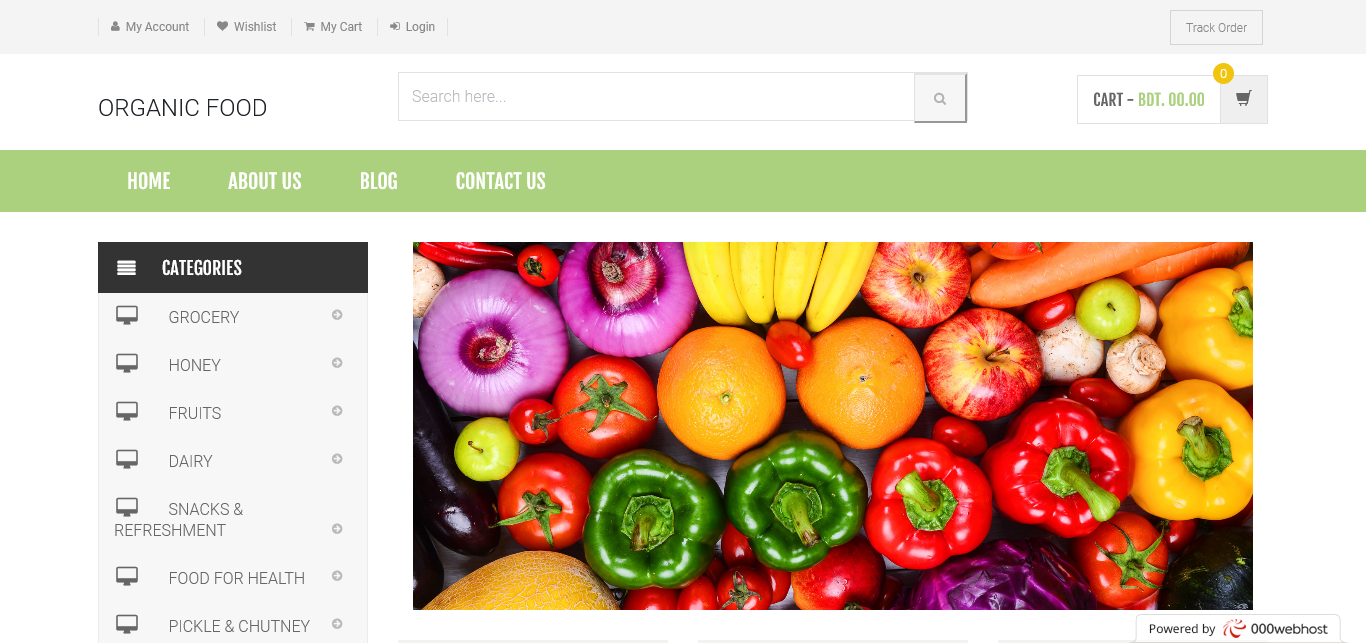 My Account
Wishlist
My Cart
Login
Track Order
ORGANIC FOOD
Search here...
CART - BDT. 00.00
0
HOME
ABOUT US
BLOG
CONTACT US
CATEGORIES
GROCERY
HONEY
FRUITS
DAIRY
SNACKS &
REFRESHMENT
FOOD FOR HEALTH
PICKLE & CHUTNEY
Powered by 000webhost